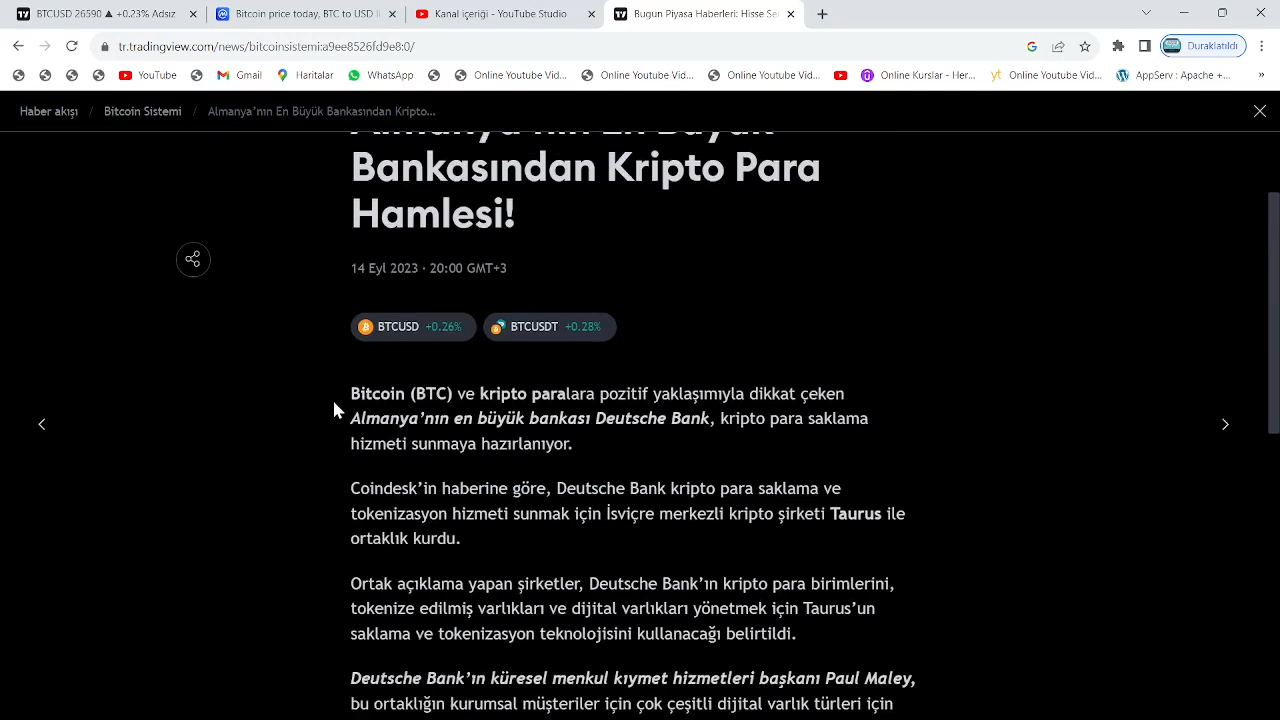 BTCUSD 26590 ▲ +0.23% Adsız
Bitcoin price today, BTC to USD li
Kanal içeriği - YouTube Studio
Bugün Piyasa Haberleri: Hisse Se
tr.tradingview.com/news/bitcoinsistemi:a9ee8526fd9e8:0/
Duraklatıldı
YouTube
Gmail
Haritalar
WhatsApp
Online Youtube Vid...
Online Youtube Vid...
Online Youtube Vid...
Online Kurslar - Her...
yt Online Youtube Vid...
AppServ : Apache +...
Haber akışı / Bitcoin Sistemi / Almanya’nın En Büyük Bankasından Kripto...
Almanya’nın En Büyük
Bankasından Kripto Para
Hamlesi!
14 Eyl 2023 · 20:00 GMT+3
BTCUSD +0.26%
BTCUSDT +0.28%
Bitcoin (BTC) ve kripto paralara pozitif yaklaşımıyla dikkat çeken
Almanya’nın en büyük bankası Deutsche Bank, kripto para saklama
hizmeti sunmaya hazırlanıyor.
Coindesk’in haberine göre, Deutsche Bank kripto para saklama ve
tokenizasyon hizmeti sunmak için İsviçre merkezli kripto şirketi Taurus ile
ortaklık kurdu.
Ortak açıklama yapan şirketler, Deutsche Bank’ın kripto para birimlerini,
tokenize edilmiş varlıkları ve dijital varlıkları yönetmek için Taurus’un
saklama ve tokenizasyon teknolojisini kullanacağı belirtildi.
Deutsche Bank’ın küresel menkul kıymet hizmetleri başkanı Paul Maley,
bu ortaklığın kurumsal müşteriler için çok çeşitli dijital varlık türleri için